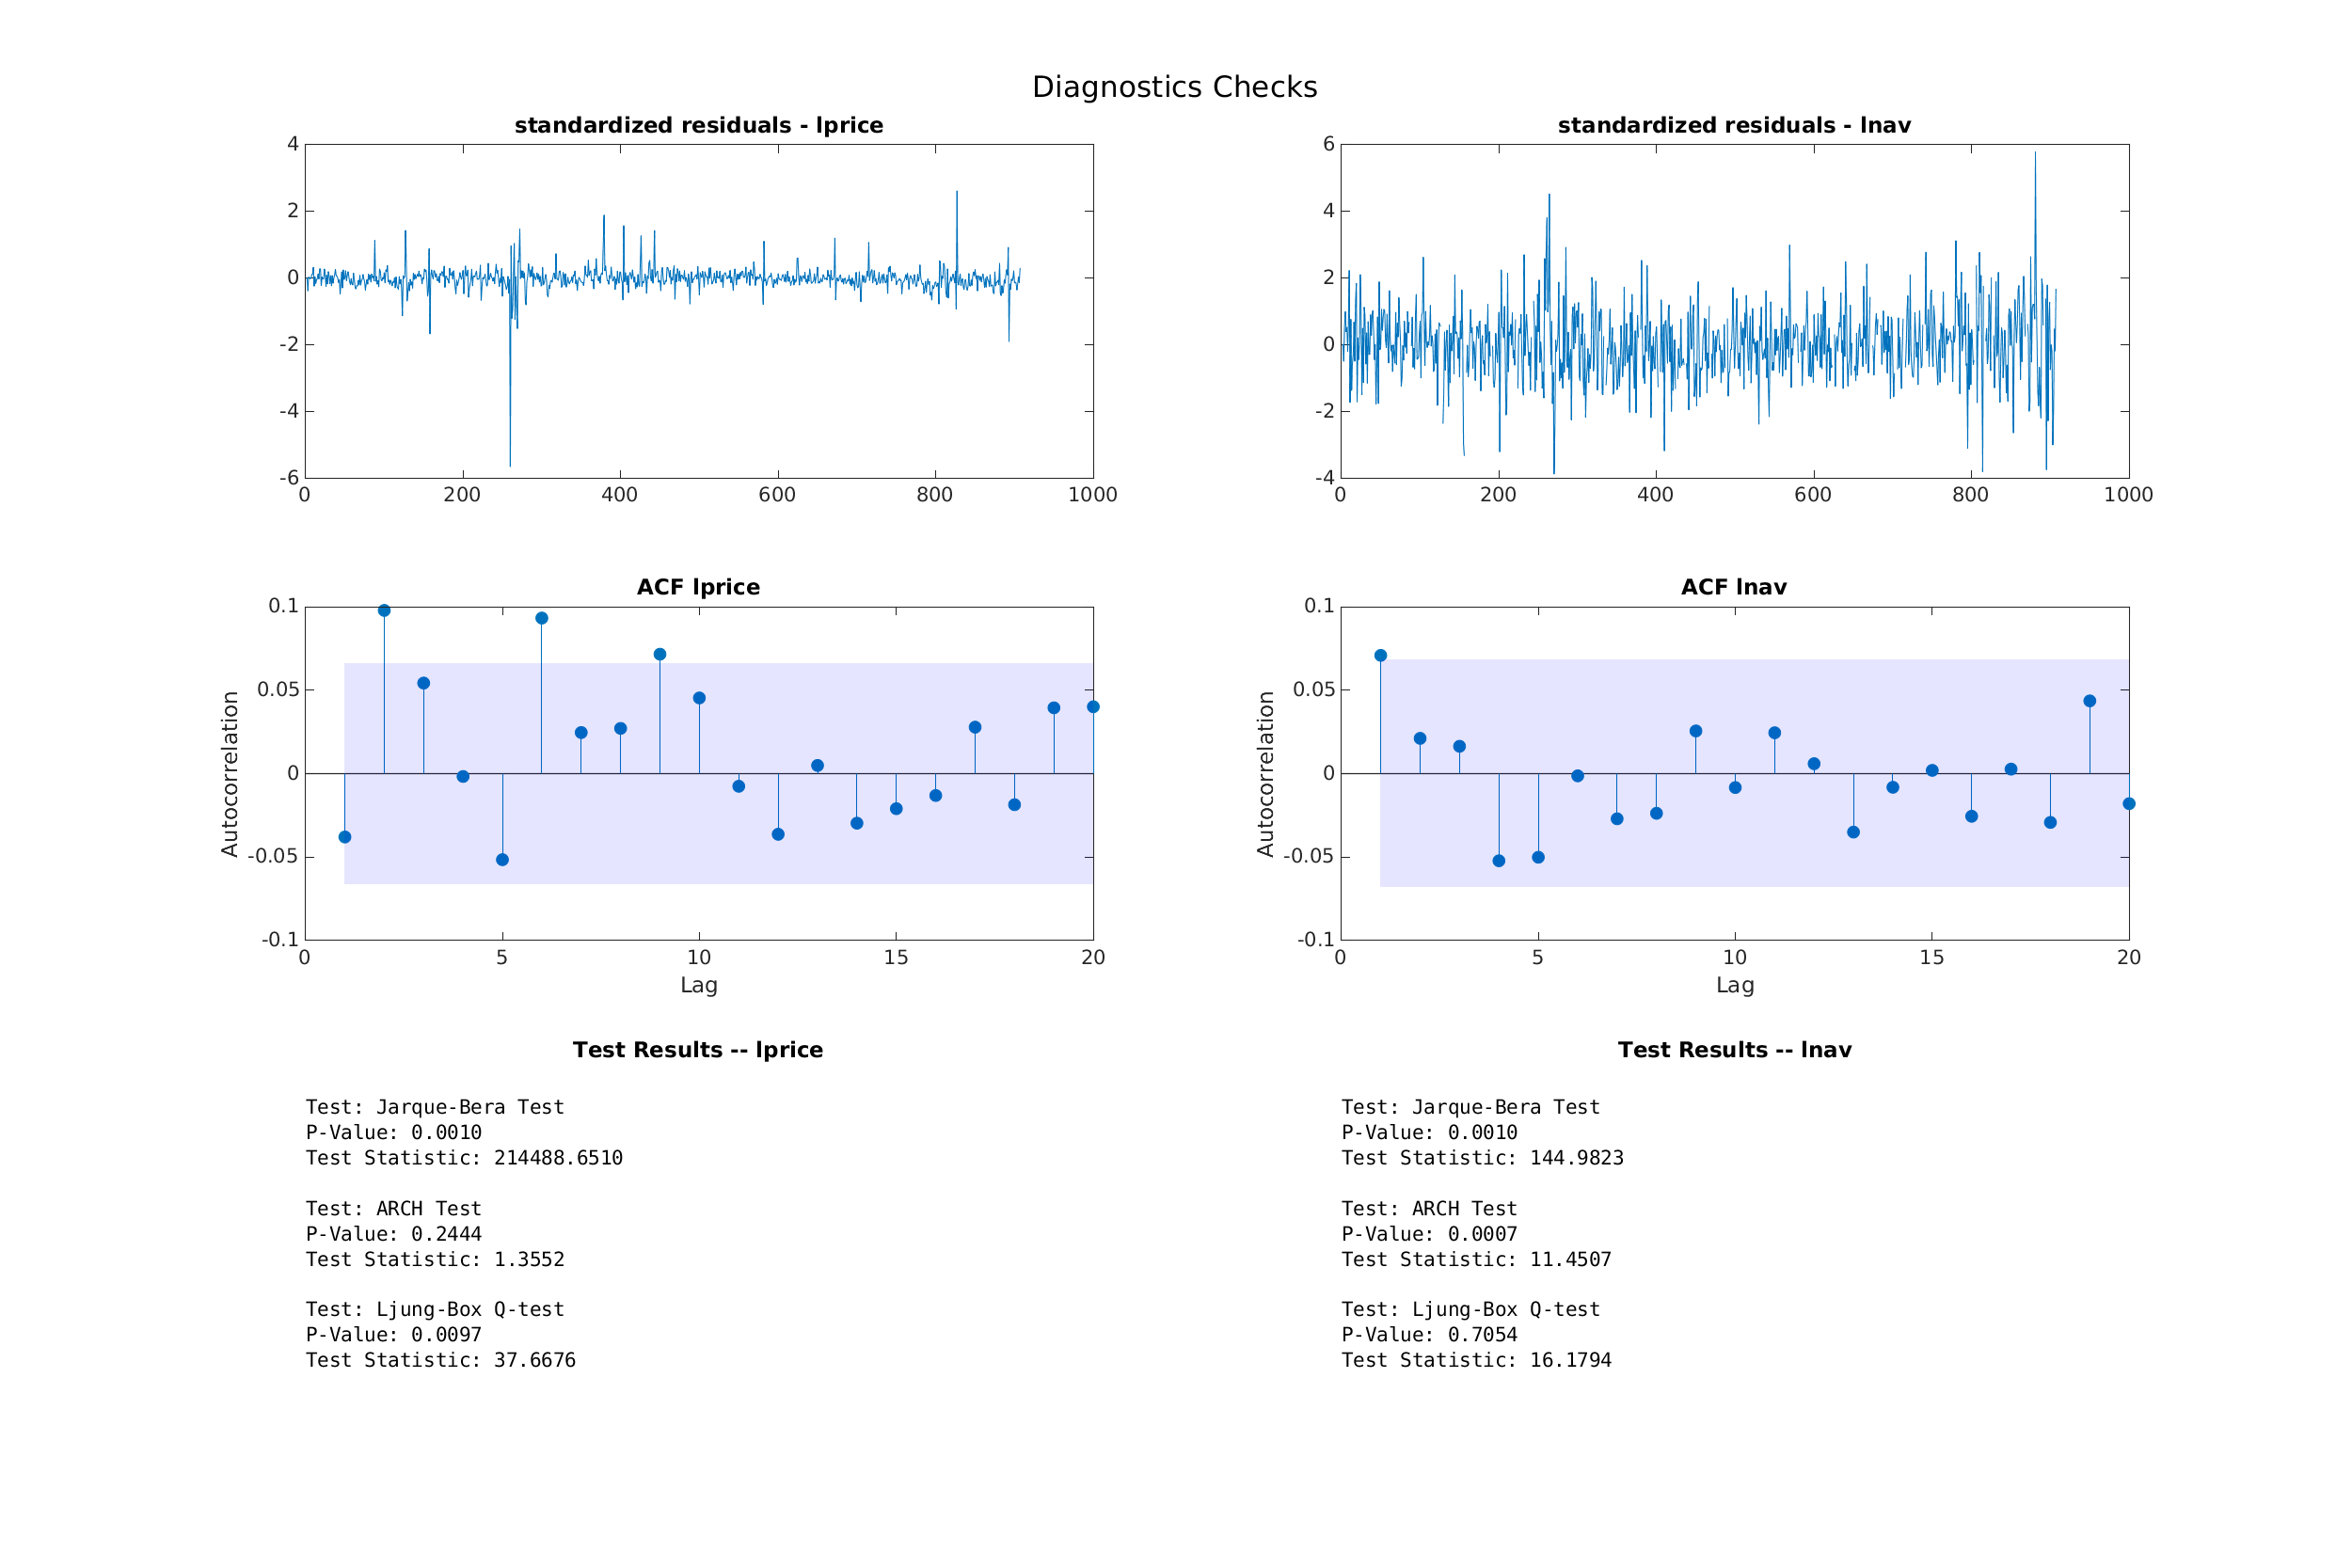 Diagnostics Checks
standardized residuals - lprice
4
2
0
-2
-4
-6
0 200 400 600 800 1000
standardized residuals - lnav
6
4
2
0
-2
-4
0 200 400 600 800 1000
ACF lprice
Autocorrelation
0.1
0.05
0
-0.05
-0.1
0 5 10 15 20
Lag
ACF lnav
Autocorrelation
0.1
0.05
0
-0.05
-0.1
0 5 10 15 20
Lag
Test Results -- lprice
Test: Jarque-Bera Test
P-Value: 0.0010
Test Statistic: 214488.6510
Test: ARCH Test
P-Value: 0.2444
Test Statistic: 1.3552
Test: Ljung-Box Q-test
P-Value: 0.0097
Test Statistic: 37.6676
Test Results -- lnav
Test: Jarque-Bera Test
P-Value: 0.0010
Test Statistic: 144.9823
Test: ARCH Test
P-Value: 0.0007
Test Statistic: 11.4507
Test: Ljung-Box Q-test
P-Value: 0.7054
Test Statistic: 16.1794